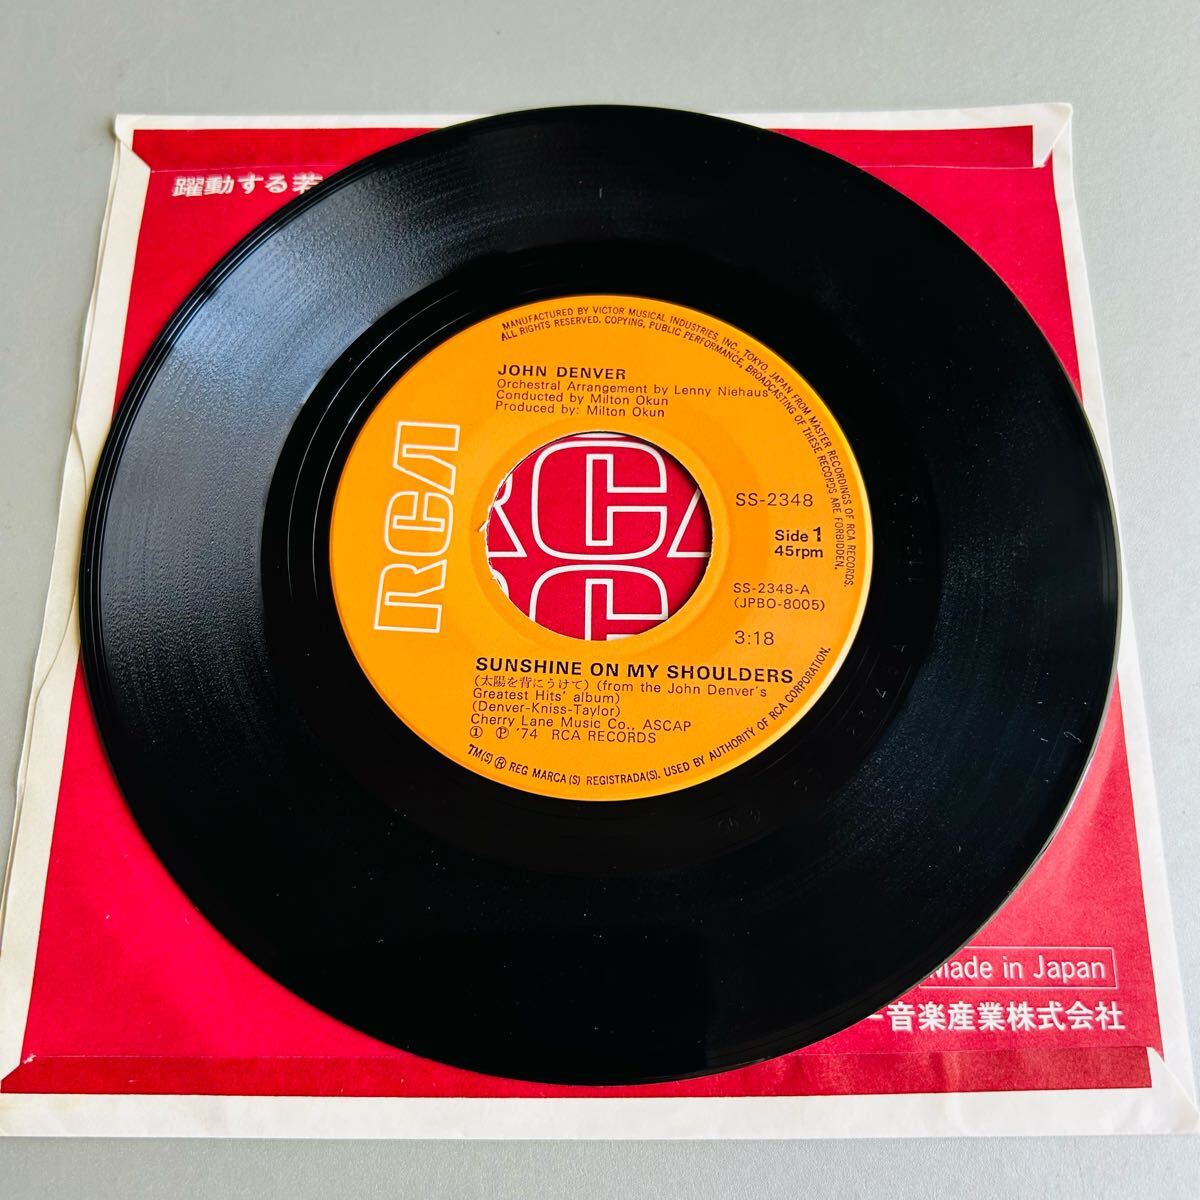 躍動する若
MANUFACTURED BY VICTOR MUSICAL INDUSTRIES, INC., TOKYO, JAPAN FROM MASTER RECORDINGS OF RCA RECORDS.
ALL RIGHTS RESERVED. COPYING, PUBLIC PERFORMANCE, BROADCASTING OF THESE RECORDS ARE FORBIDDEN.
JOHN DENVER
Orchestral Arrangement by Lenny Niehaus
Conducted by Milton Okun
Produced by: Milton Okun
RCA
RCA
SS-2348
Side 1
45rpm
SS-2348-A
(JPBO-8005)
3:18
SUNSHINE ON MY SHOULDERS
(太陽を背にうけて) (from the John Denver's
Greatest Hits' album)
(Denver-Kniss-Taylor)
Cherry Lane Music Co., ASCAP
① Ⓟ '74 RCA RECORDS
TM(S) ® REG MARCA(S) REGISTRADA(S). USED BY AUTHORITY OF RCA CORPORATION.
Made in Japan
ー音楽産業株式会社